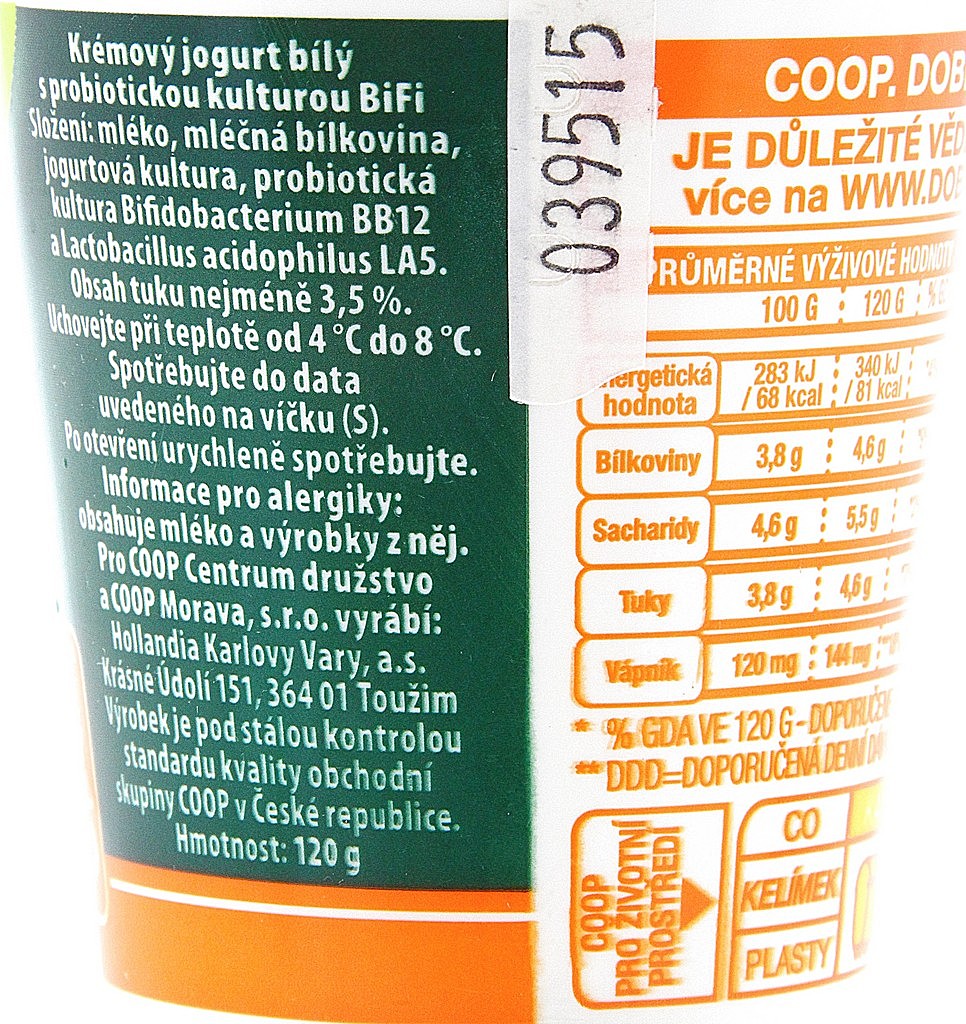 Krémový jogurt bílý
s probiotickou kulturou BiFi
Složení: mléko, mléčná bílkovina,
jogurtová kultura, probiotická
kultura Bifidobacterium BB12
a Lactobacillus acidophilus LA5.
Obsah tuku nejméně 3,5 %.
Uchovejte při teplotě od 4 °C do 8 °C.
Spotřebujte do data
uvedeného na víčku (S).
Po otevření urychleně spotřebujte.
Informace pro alergiky:
obsahuje mléko a výrobky z něj.
Pro COOP Centrum družstvo
a COOP Morava, s.r.o. vyrábí:
Hollandia Karlovy Vary, a.s.
Krásné Údolí 151, 364 01 Toužim
Výrobek je pod stálou kontrolou
standardu kvality obchodní
skupiny COOP v České republice.
Hmotnost: 120 g
039515
COOP. DOB
JE DŮLEŽITÉ VĚD
více na WWW.DOB
PRŮMĚRNÉ VÝŽIVOVÉ HODNOTY
100 G 120 G %
nergetická hodnota 283 kJ / 68 kcal 340 kJ / 81 kcal
Bílkoviny 3,8 g 4,6 g
Sacharidy 4,6 g 5,5 g
Tuky 3,8 g 4,6 g
Vápník 120 mg 144 mg
* % GDA VE 120 G - DOPORUČEN
** DDD=DOPORUČENÁ DENNÍ DÁ
COOP
PRO ŽIVOTNÍ
PROSTŘEDÍ
CO
KELÍMEK
PLASTY